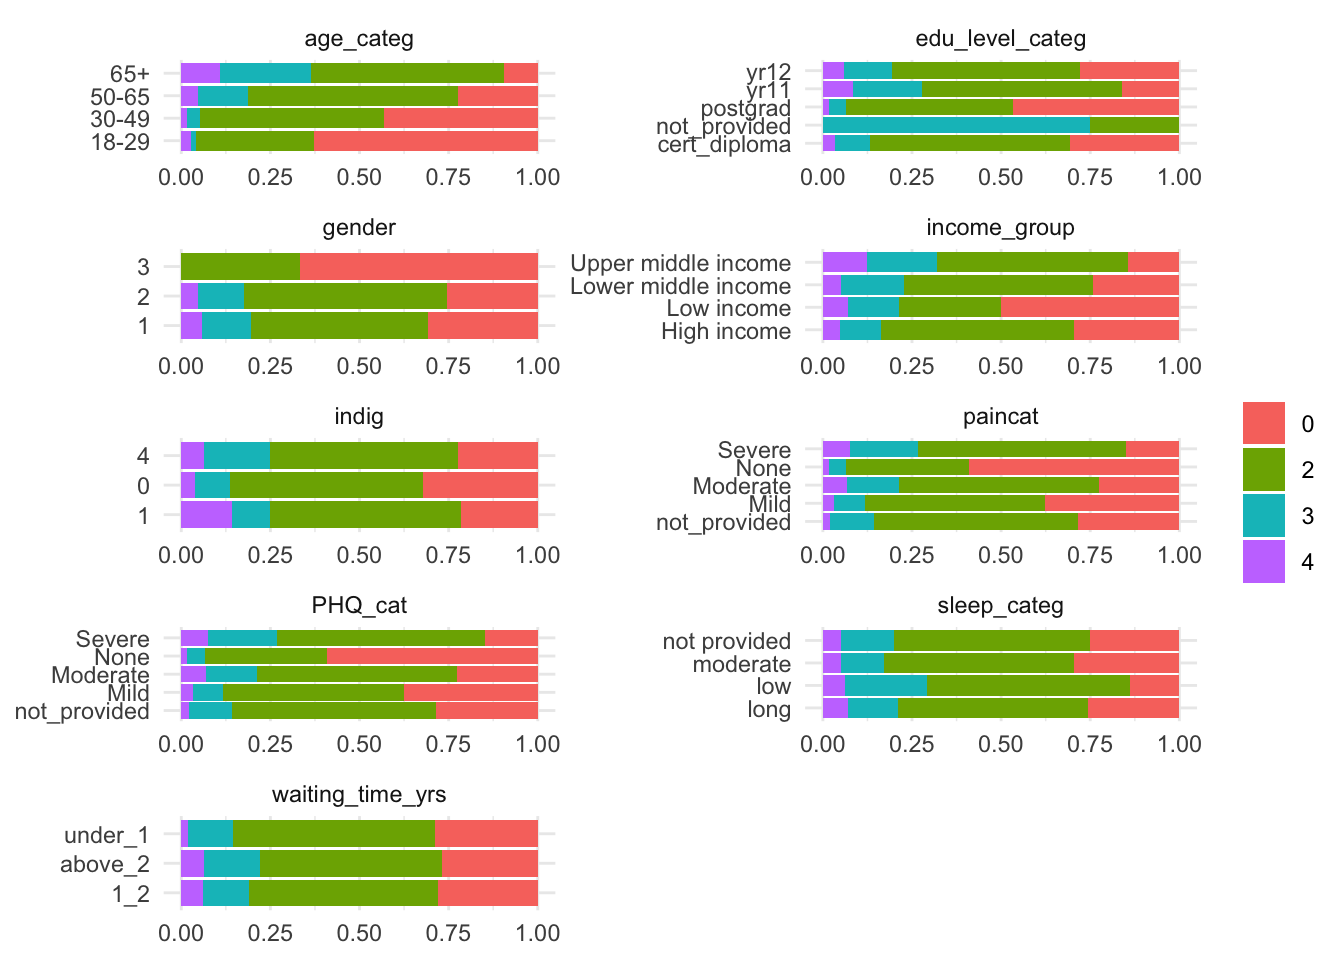 age_categ
65+
50-65
30-49
18-29
0.00 0.25 0.50 0.75 1.00
edu_level_categ
yr12
yr11
postgrad
not_provided
cert_diploma
0.00 0.25 0.50 0.75 1.00
gender
3
2
1
0.00 0.25 0.50 0.75 1.00
income_group
Upper middle income
Lower middle income
Low income
High income
0.00 0.25 0.50 0.75 1.00
indig
4
0
1
0.00 0.25 0.50 0.75 1.00
paincat
Severe
None
Moderate
Mild
not_provided
0.00 0.25 0.50 0.75 1.00
PHQ_cat
Severe
None
Moderate
Mild
not_provided
0.00 0.25 0.50 0.75 1.00
sleep_categ
not provided
moderate
low
long
0.00 0.25 0.50 0.75 1.00
waiting_time_yrs
under_1
above_2
1_2
0.00 0.25 0.50 0.75 1.00
0
2
3
4